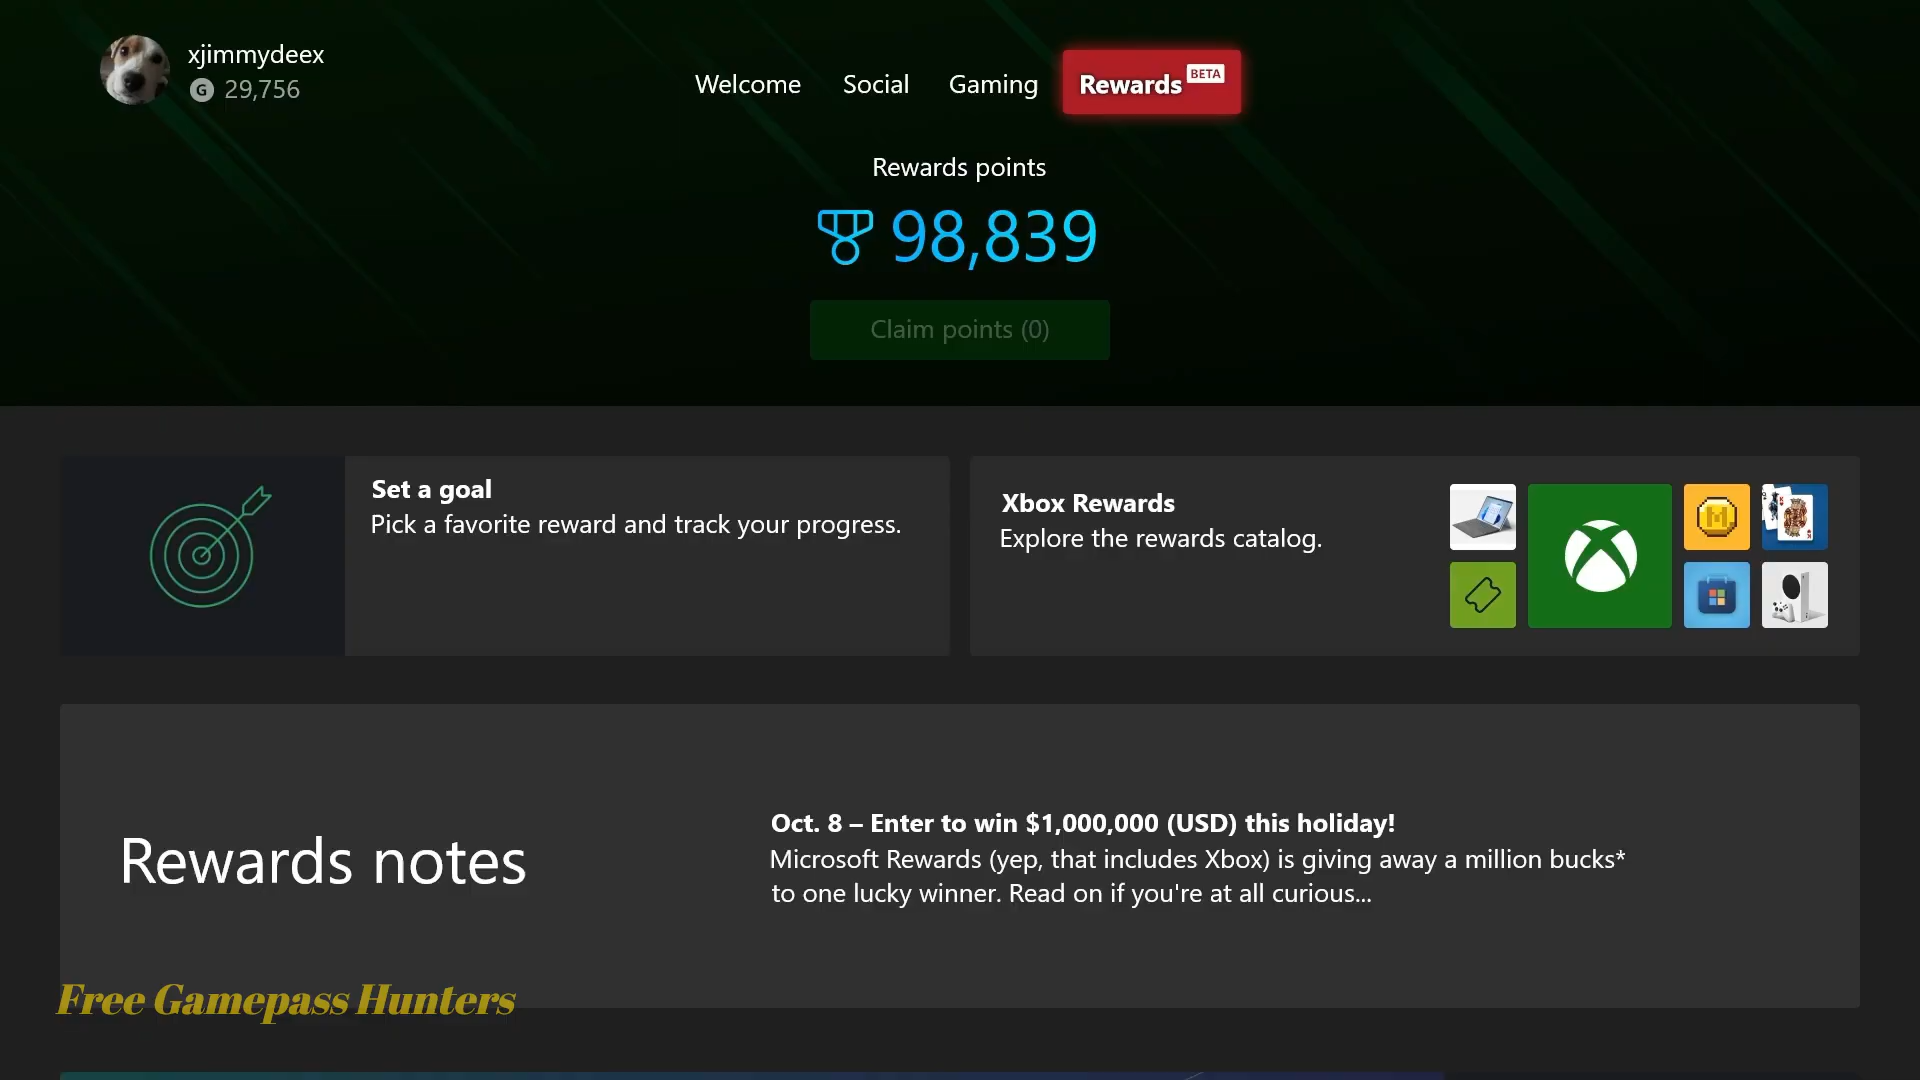 xjimmydeex
G 29,756
Welcome Social Gaming Rewards BETA
Rewards points
98,839
Claim points (0)
Set a goal
Pick a favorite reward and track your progress.
Xbox Rewards
Explore the rewards catalog.
M
Rewards notes
Oct. 8 – Enter to win $1,000,000 (USD) this holiday!
Microsoft Rewards (yep, that includes Xbox) is giving away a million bucks*
to one lucky winner. Read on if you're at all curious...
Free Gamepass Hunters